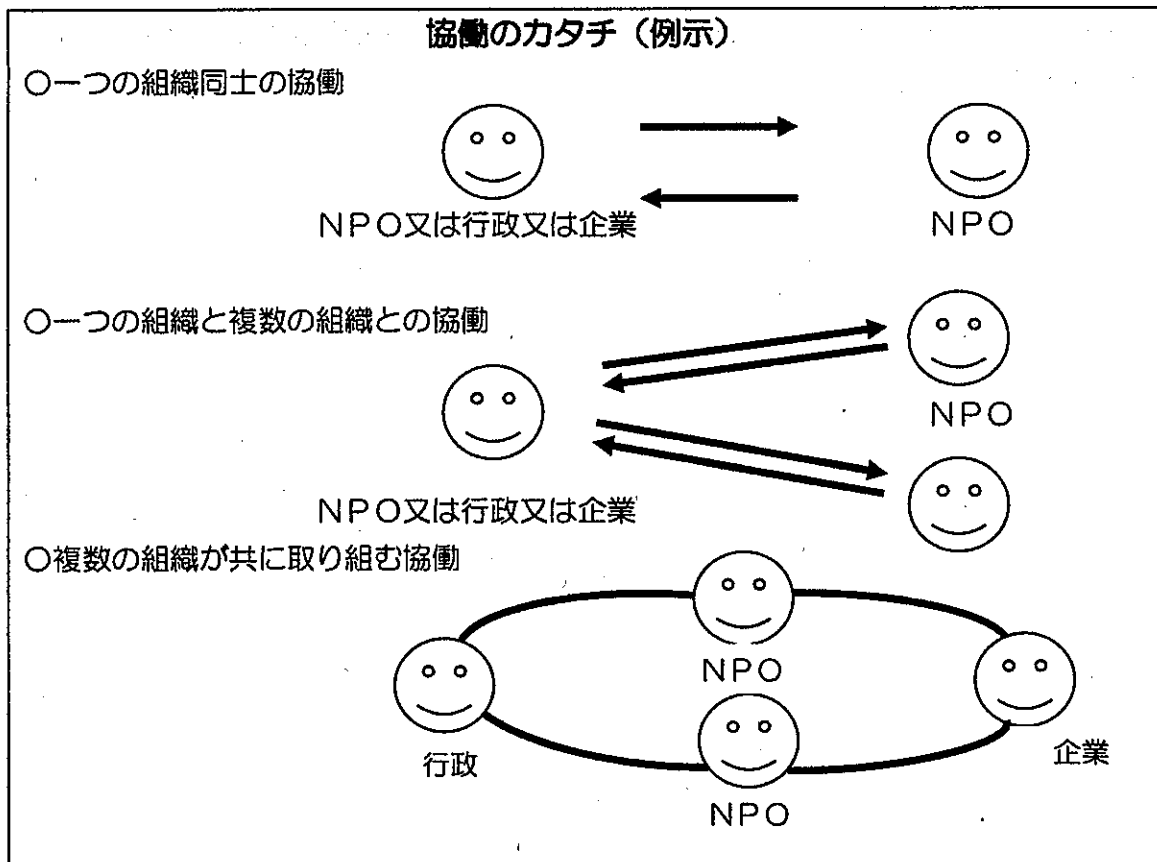 協働のカタチ（例示）
○一つの組織同士の協働
ＮＰＯ又は行政又は企業
ＮＰＯ
○一つの組織と複数の組織との協働
ＮＰＯ
ＮＰＯ又は行政又は企業
○複数の組織が共に取り組む協働
ＮＰＯ
行政
企業
ＮＰＯ